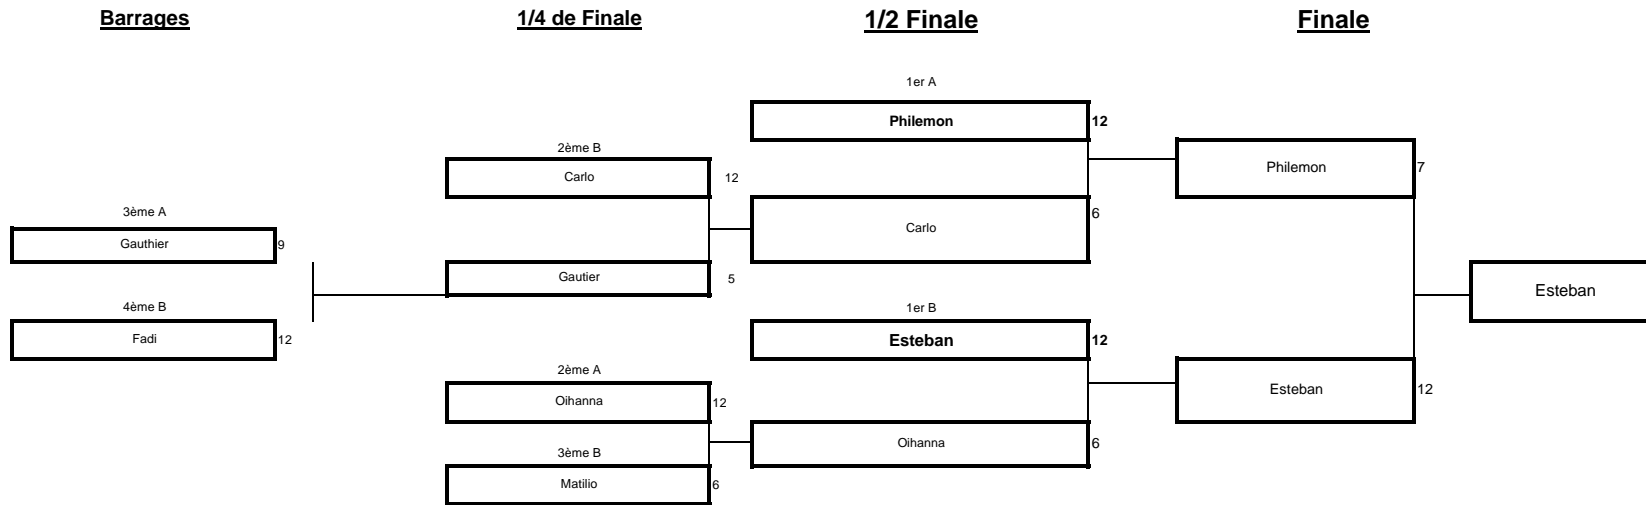 Barrages
1/4 de Finale
1/2 Finale
Finale
3ème A
Gauthier 9
4ème B
Fadi 12
2ème B
Carlo 12
Gautier 5
2ème A
Oihanna 12
3ème B
Matilio 6
1er A
Philemon 12
Carlo 6
1er B
Esteban 12
Oihanna 6
Philemon 7
Esteban 12
Esteban